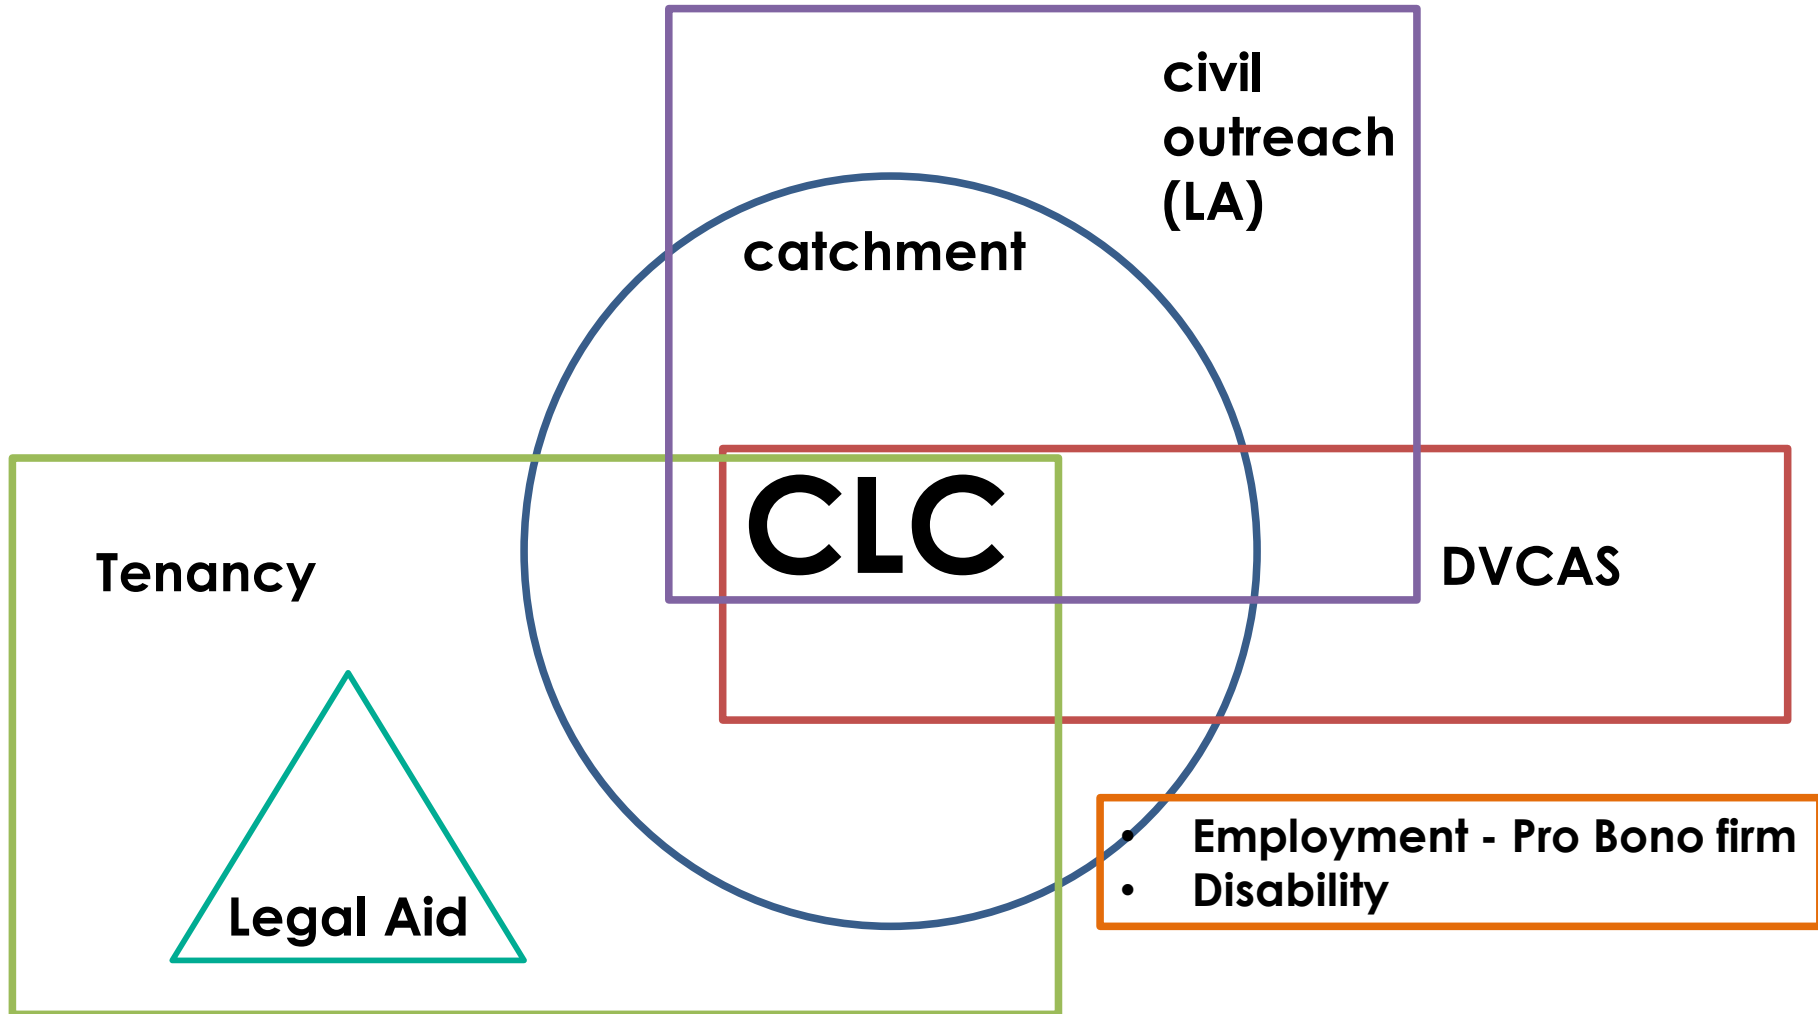 civil
outreach
(LA)
catchment
CLC
Tenancy
DVCAS
• Employment - Pro Bono firm
• Disability
Legal Aid